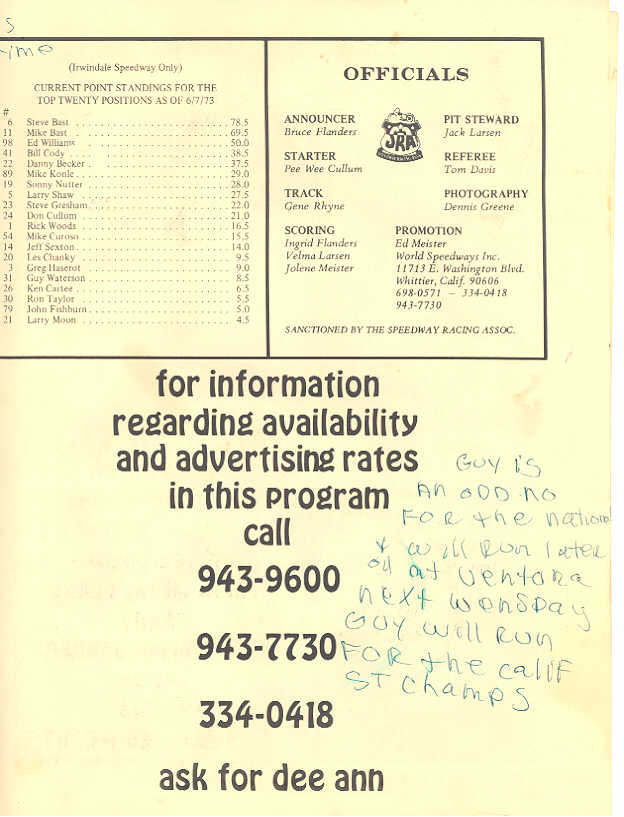 S
(Irwindale Speedway Only)
CURRENT POINT STANDINGS FOR THE
TOP TWENTY POSITIONS AS OF 6/7/73
#
6 Steve Bast 78.5
11 Mike Bast 69.5
98 Ed Williams 50.0
41 Bill Cody 38.5
22 Danny Becker 37.5
89 Mike Konle 29.0
19 Sonny Nutter 28.0
5 Larry Shaw 27.5
23 Steve Gresham 22.0
24 Don Cullum 21.0
1 Rick Woods 16.5
54 Mike Curoso 15.5
14 Jeff Sexton 14.0
20 Les Chanky 9.5
3 Greg Haserot 9.0
31 Guy Waterson 8.5
26 Ken Cartee 6.5
30 Ron Taylor 5.5
79 John Fishburn 5.0
21 Larry Moon 4.5
OFFICIALS
ANNOUNCER
Bruce Flanders
STARTER
Pee Wee Cullum
TRACK
Gene Rhyne
SCORING
Ingrid Flanders
Velma Larsen
Jolene Meister
SRA
PIT STEWARD
Jack Larsen
REFEREE
Tom Davis
PHOTOGRAPHY
Dennis Greene
PROMOTION
Ed Meister
World Speedways Inc.
11713 E. Washington Blvd.
Whittier, Calif. 90606
698-0571 – 334-0418
943-7730
SANCTIONED BY THE SPEEDWAY RACING ASSOC.
for information
regarding availability
and advertising rates
in this program
call
943-9600
943-7730
334-0418
ask for dee ann
GUY is
AN ODD NO
FOR the national
& will RUN later
on at Ventora
next wensday
GUY will RUN
FOR the calif
ST Champs